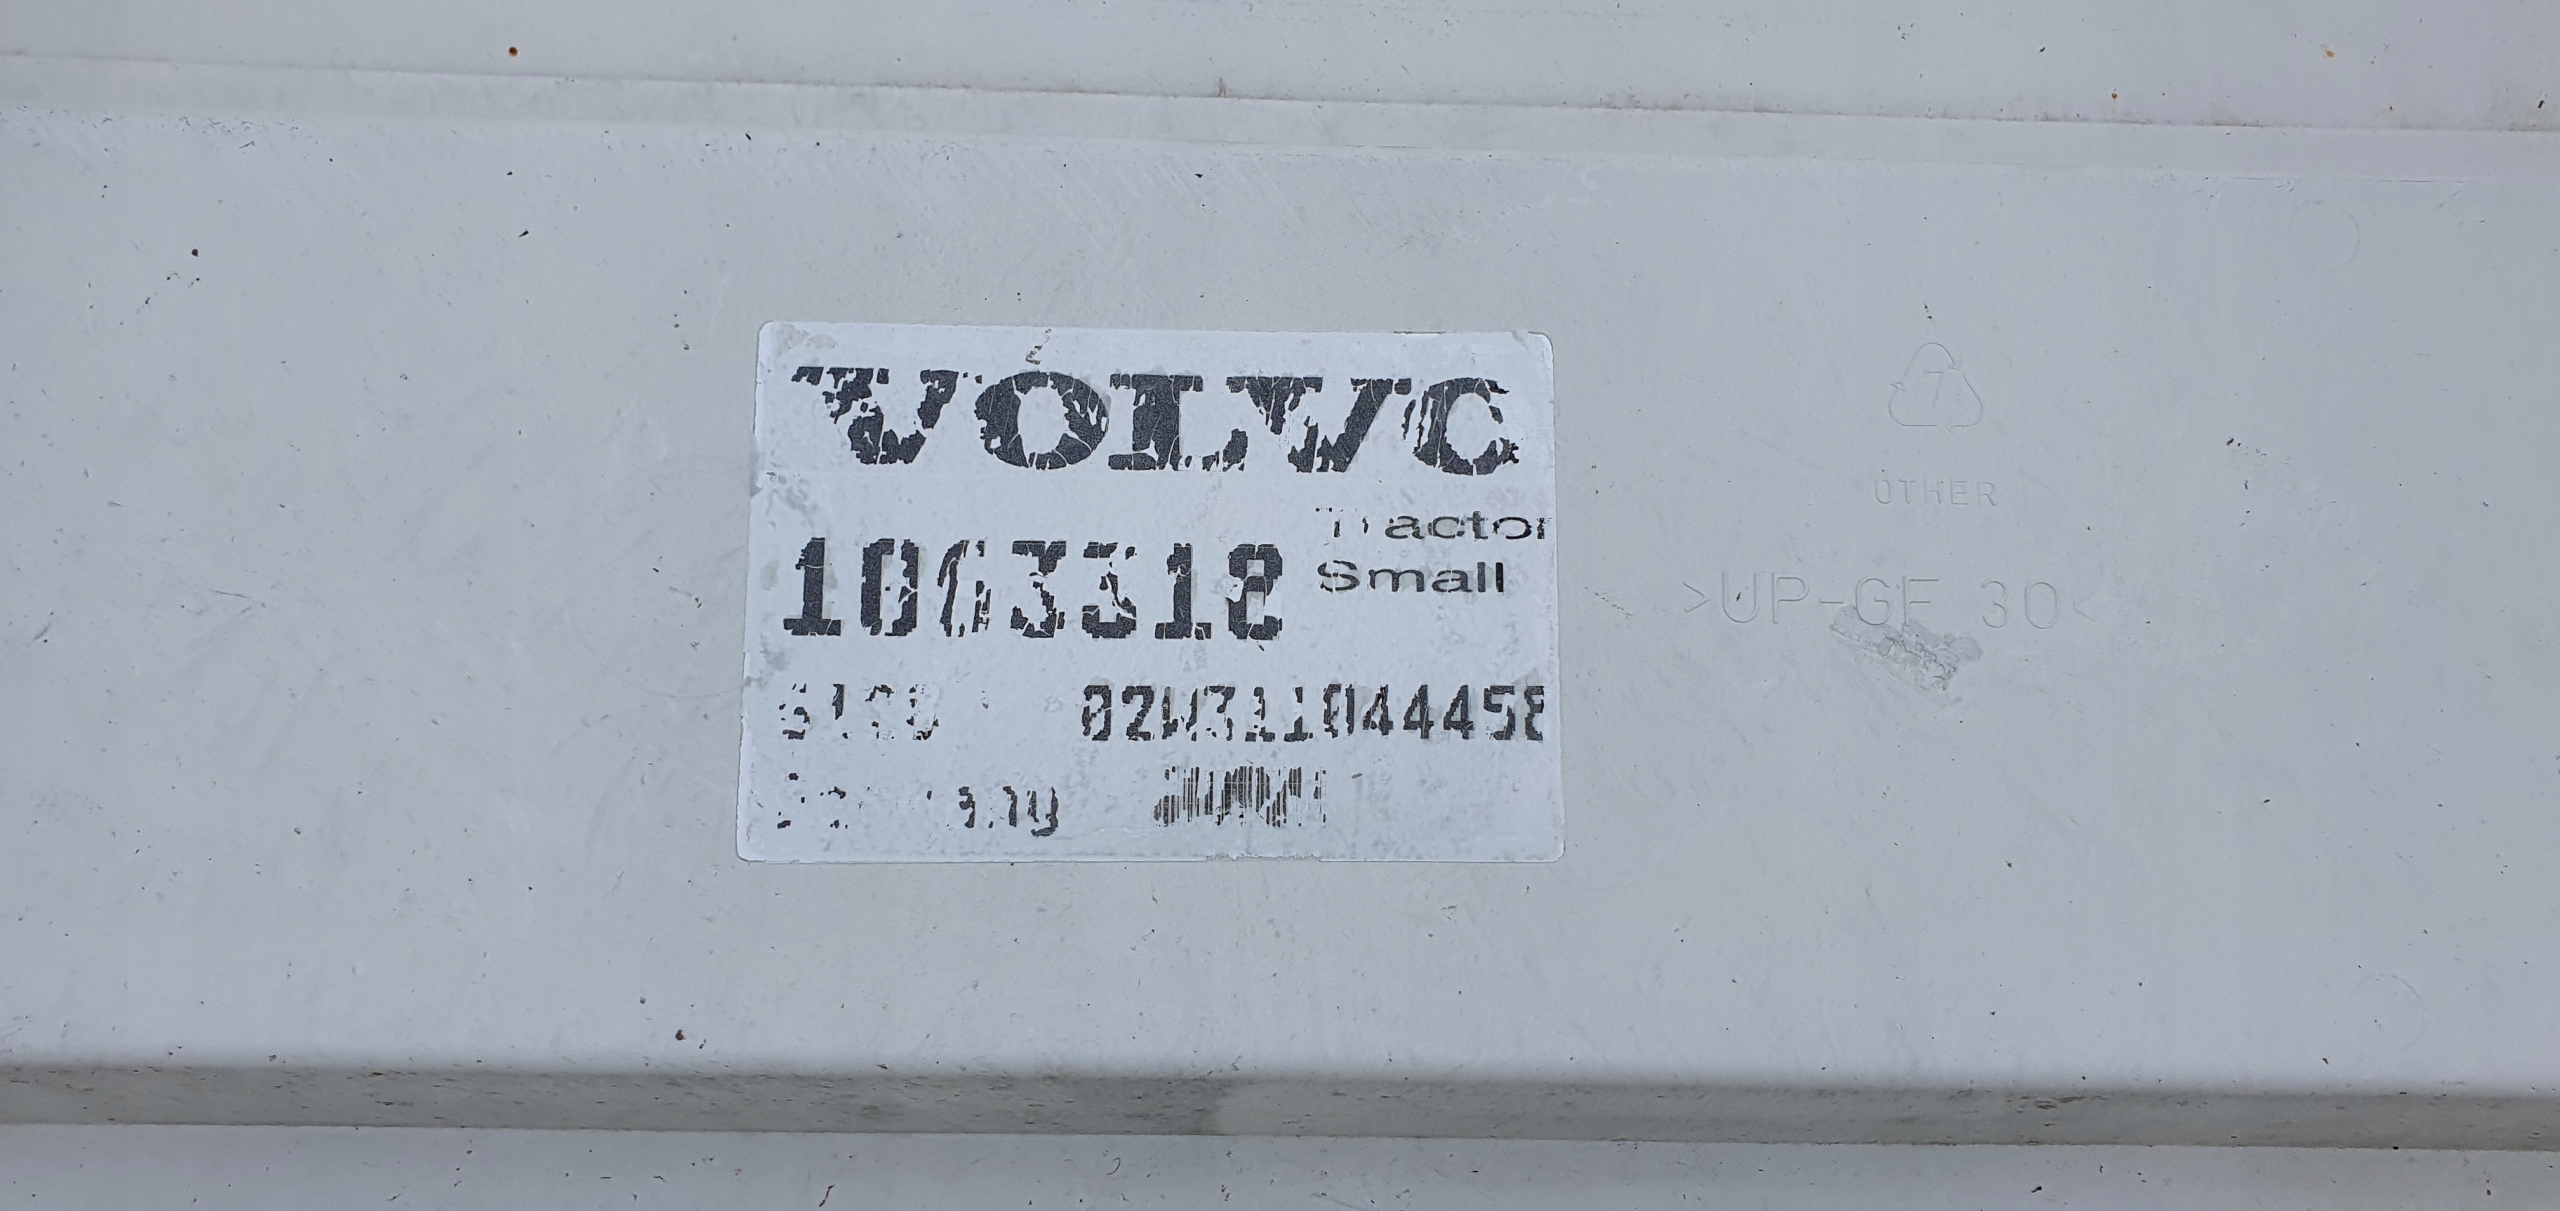 VOLVO
Tractor
1063318
Small
02W311044458
7
OTHER
>UP-GF 30<